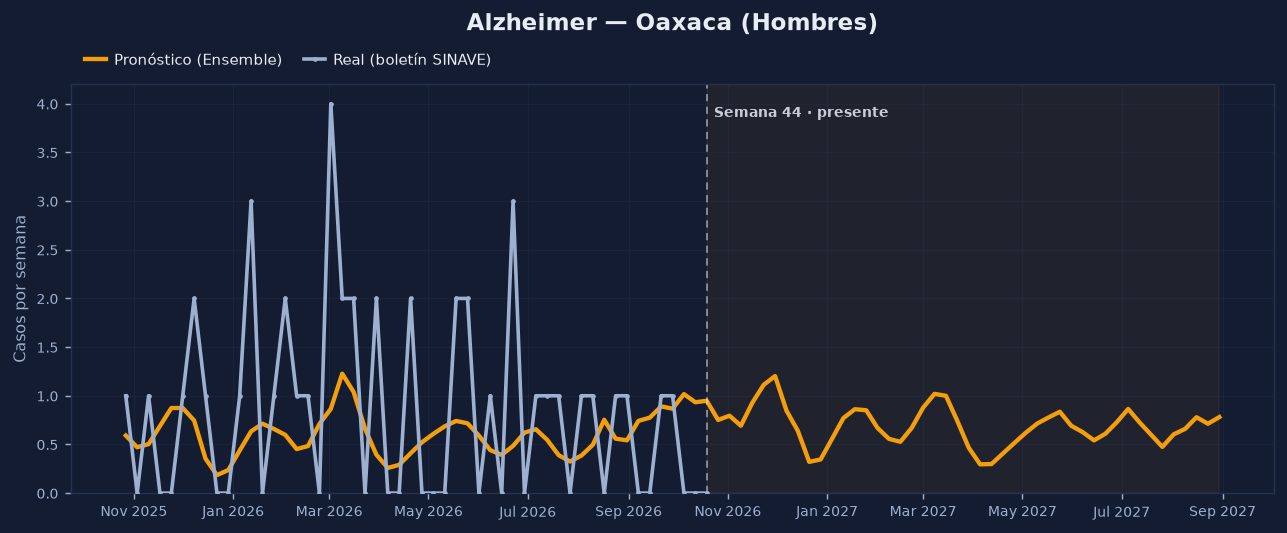 Alzheimer — Oaxaca (Hombres)
Pronóstico (Ensemble)
Real (boletín SINAVE)
Semana 44 · presente
Casos por semana
4.0
3.5
3.0
2.5
2.0
1.5
1.0
0.5
0.0
Nov 2025
Jan 2026
Mar 2026
May 2026
Jul 2026
Sep 2026
Nov 2026
Jan 2027
Mar 2027
May 2027
Jul 2027
Sep 2027